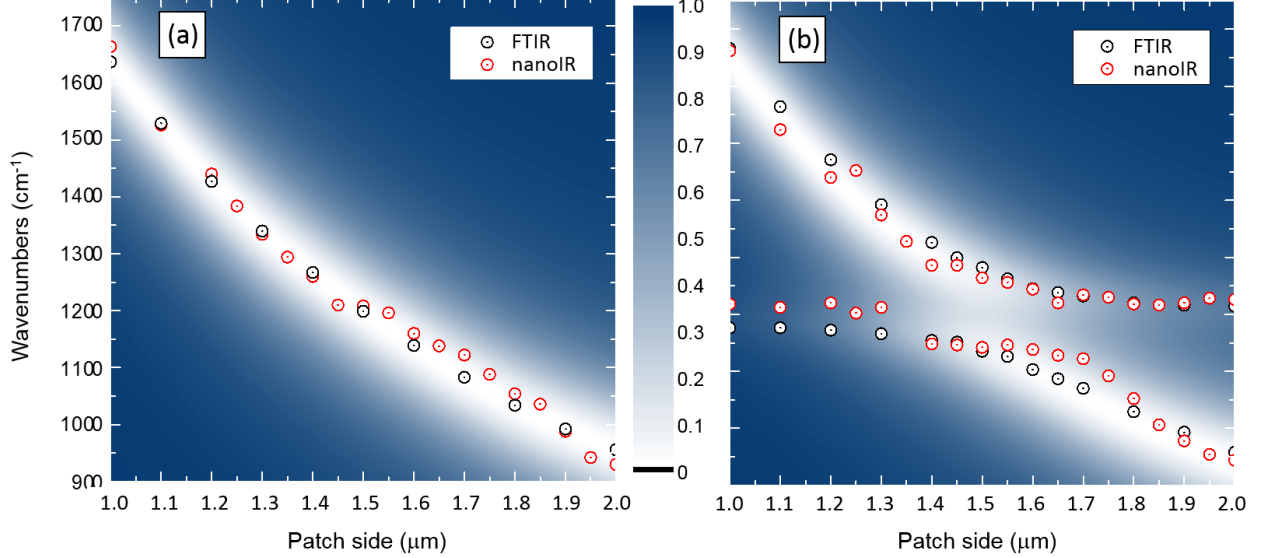 (a)
FTIR
nanoIR
Wavenumbers (cm-1)
1700
1600
1500
1400
1300
1200
1100
1000
900
1.0 1.1 1.2 1.3 1.4 1.5 1.6 1.7 1.8 1.9 2.0
Patch side (μm)
1.0
0.9
0.8
0.7
0.6
0.5
0.4
0.3
0.2
0.1
0
(b)
FTIR
nanoIR
1.0 1.1 1.2 1.3 1.4 1.5 1.6 1.7 1.8 1.9 2.0
Patch side (μm)